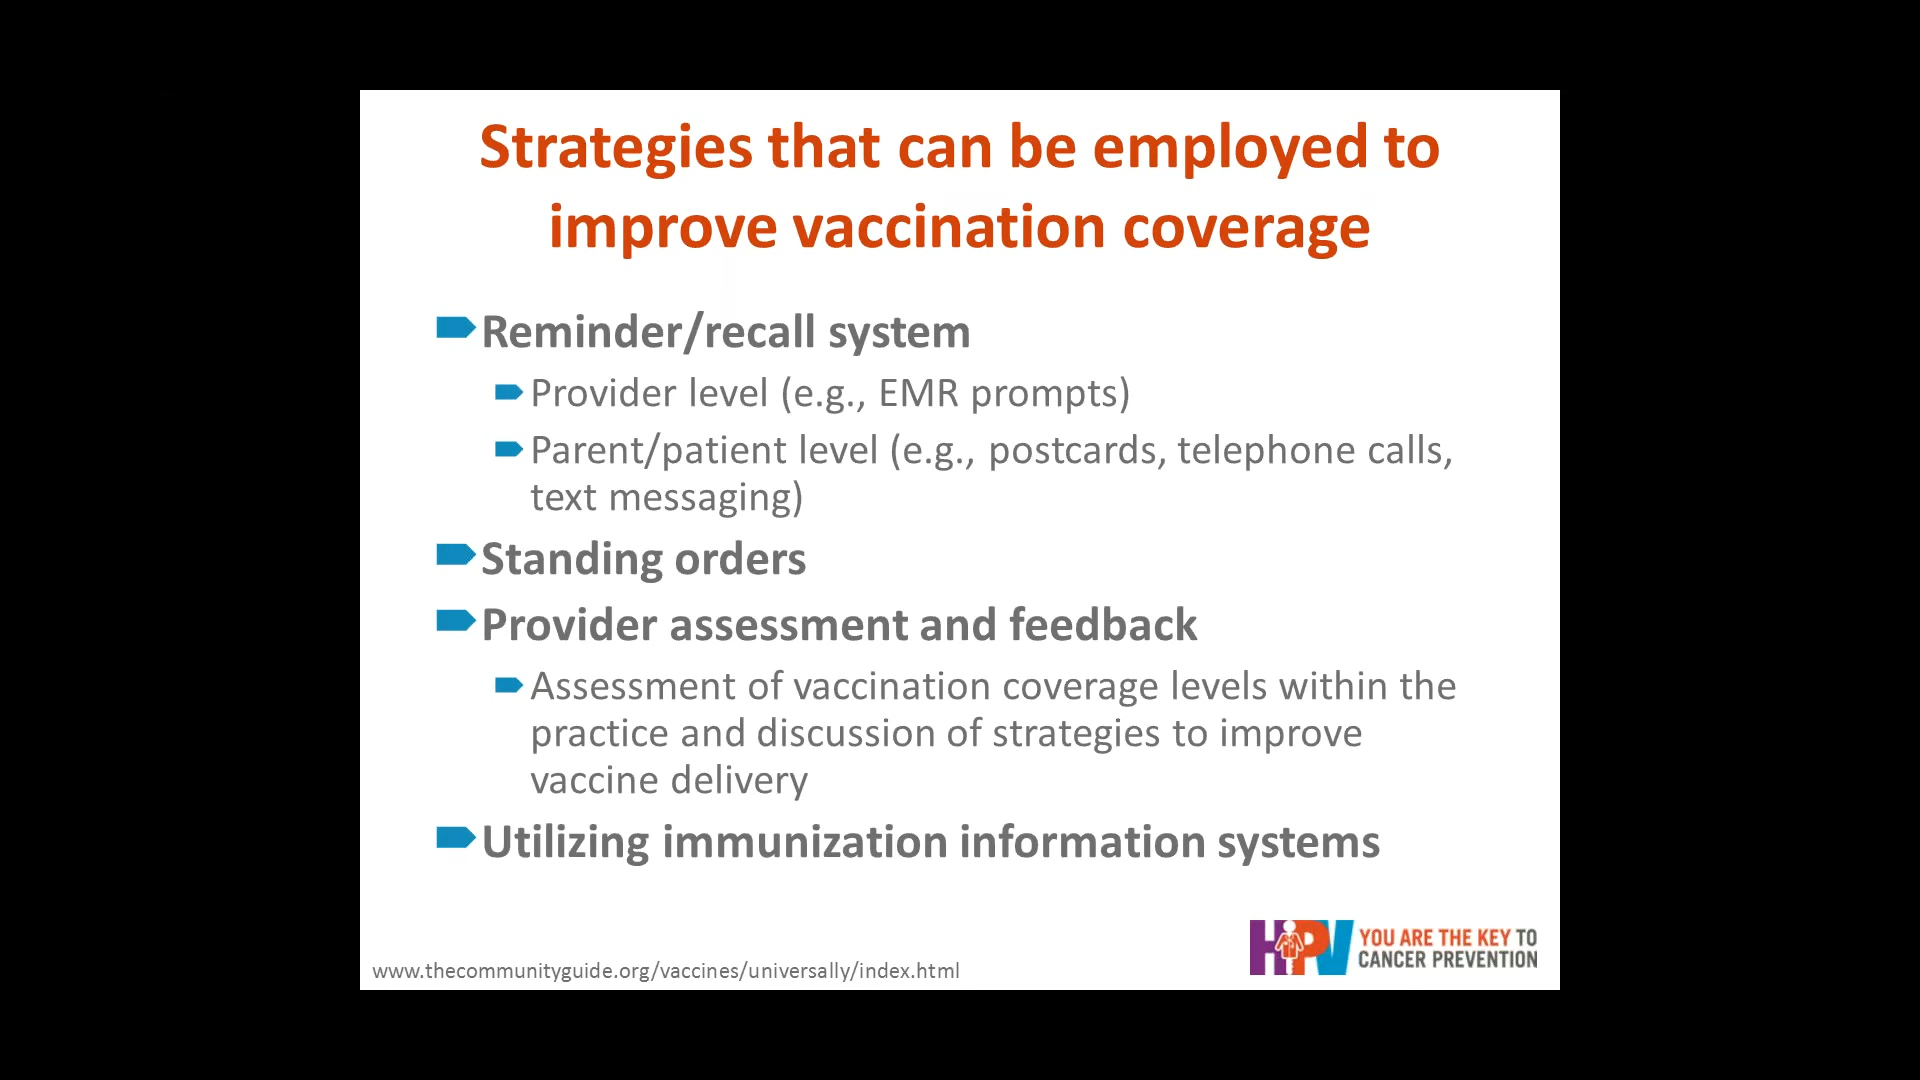 Strategies that can be employed to
improve vaccination coverage
Reminder/recall system
Provider level (e.g., EMR prompts)
Parent/patient level (e.g., postcards, telephone calls,
text messaging)
Standing orders
Provider assessment and feedback
Assessment of vaccination coverage levels within the
practice and discussion of strategies to improve
vaccine delivery
Utilizing immunization information systems
HPV YOU ARE THE KEY TO
CANCER PREVENTION
www.thecommunityguide.org/vaccines/universally/index.html